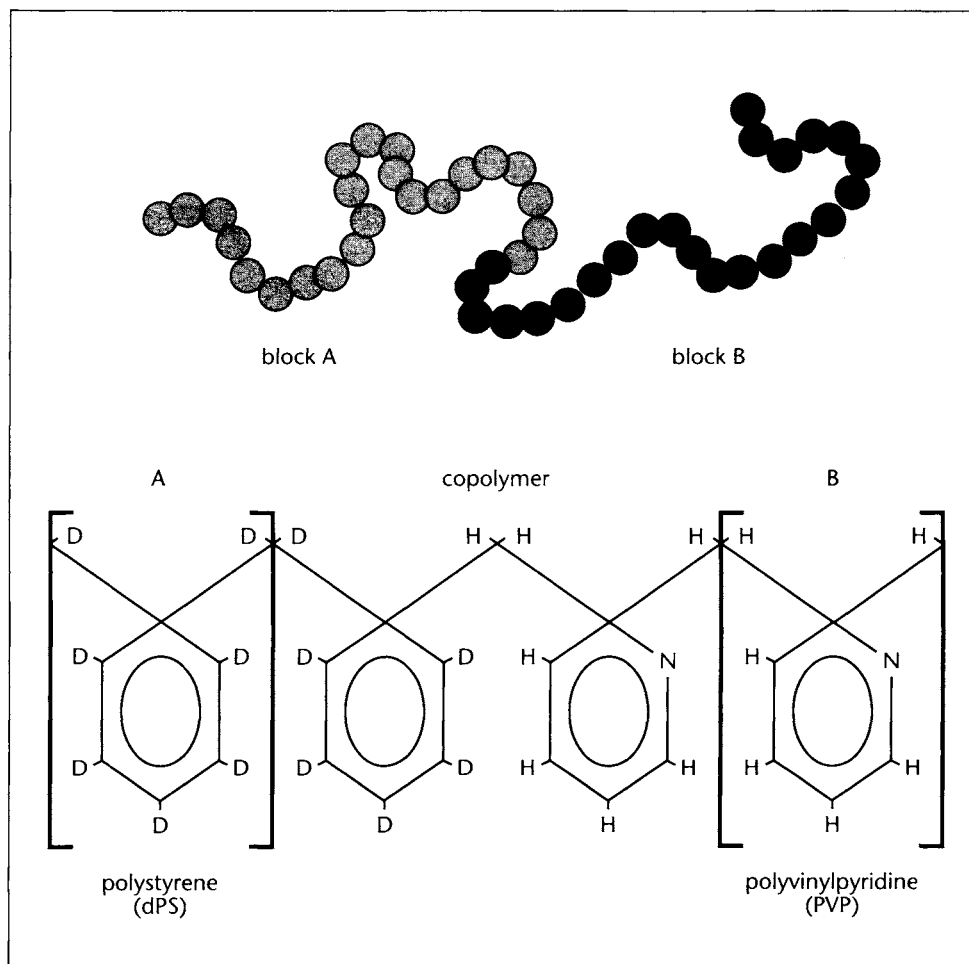 block A block B
A copolymer B
D D D H H H H H
D D D D H N H N
D D D D H H H H
D D H H
polystyrene polyvinylpyridine
(dPS) (PVP)